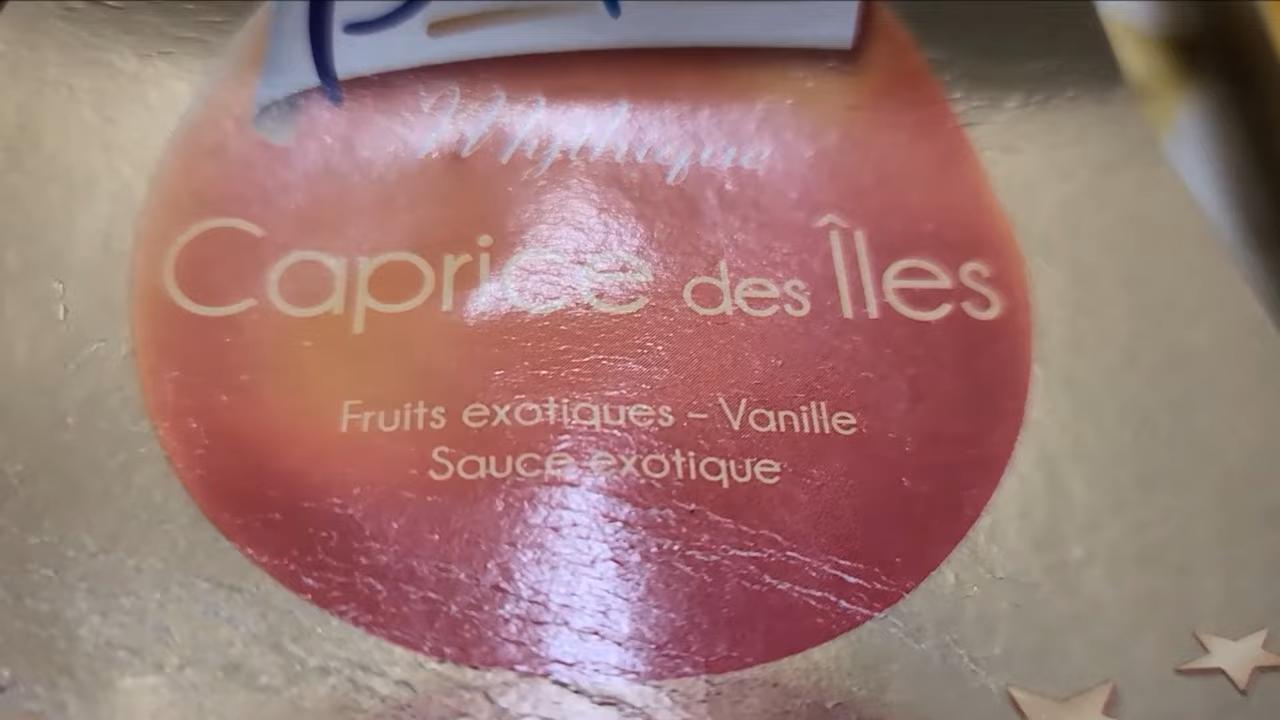 Mythique
Caprice des Îles
Fruits exotiques – Vanille
Sauce exotique